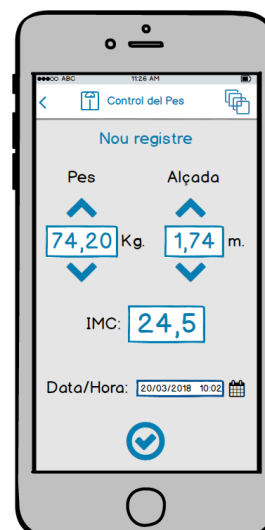 ABC 11:26 AM
Control del Pes
Nou registre
Pes Alçada
74,20 Kg. 1,74 m.
IMC: 24,5
Data/Hora: 20/03/2018 10:02